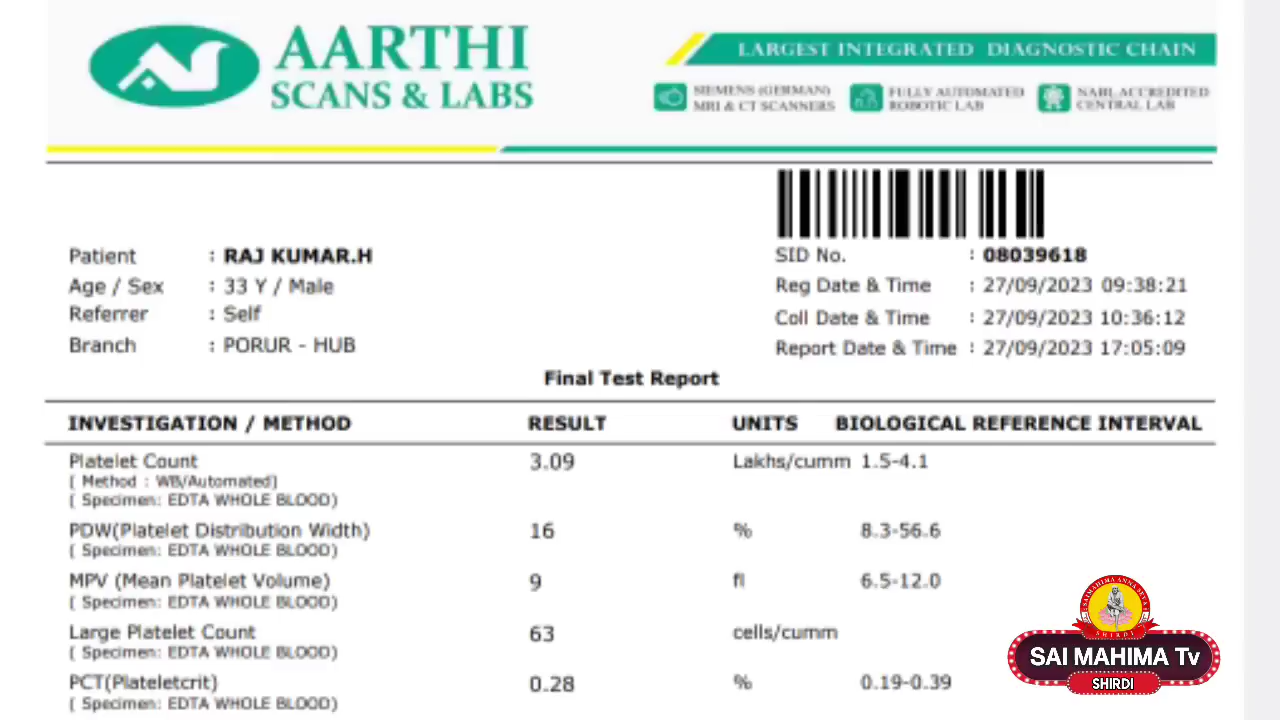 AARTHI
SCANS & LABS
LARGEST INTEGRATED DIAGNOSTIC CHAIN
SIEMENS (GERMAN)
MRI & CT SCANNERS
FULLY AUTOMATED
ROBOTIC LAB
NABL ACCREDITED
CENTRAL LAB
Patient : RAJ KUMAR.H
Age / Sex : 33 Y / Male
Referrer : Self
Branch : PORUR - HUB
SID No. : 08039618
Reg Date & Time : 27/09/2023 09:38:21
Coll Date & Time : 27/09/2023 10:36:12
Report Date & Time : 27/09/2023 17:05:09
Final Test Report
INVESTIGATION / METHOD RESULT UNITS BIOLOGICAL REFERENCE INTERVAL
Platelet Count 3.09 Lakhs/cumm 1.5-4.1
( Method : WB/Automated)
( Specimen: EDTA WHOLE BLOOD)
PDW(Platelet Distribution Width) 16 % 8.3-56.6
( Specimen: EDTA WHOLE BLOOD)
MPV (Mean Platelet Volume) 9 fl 6.5-12.0
( Specimen: EDTA WHOLE BLOOD)
Large Platelet Count 63 cells/cumm
( Specimen: EDTA WHOLE BLOOD)
PCT(Plateletcrit) 0.28 % 0.19-0.39
( Specimen: EDTA WHOLE BLOOD)
SHIRDI
SAI MAHIMA Tv
SHIRDI